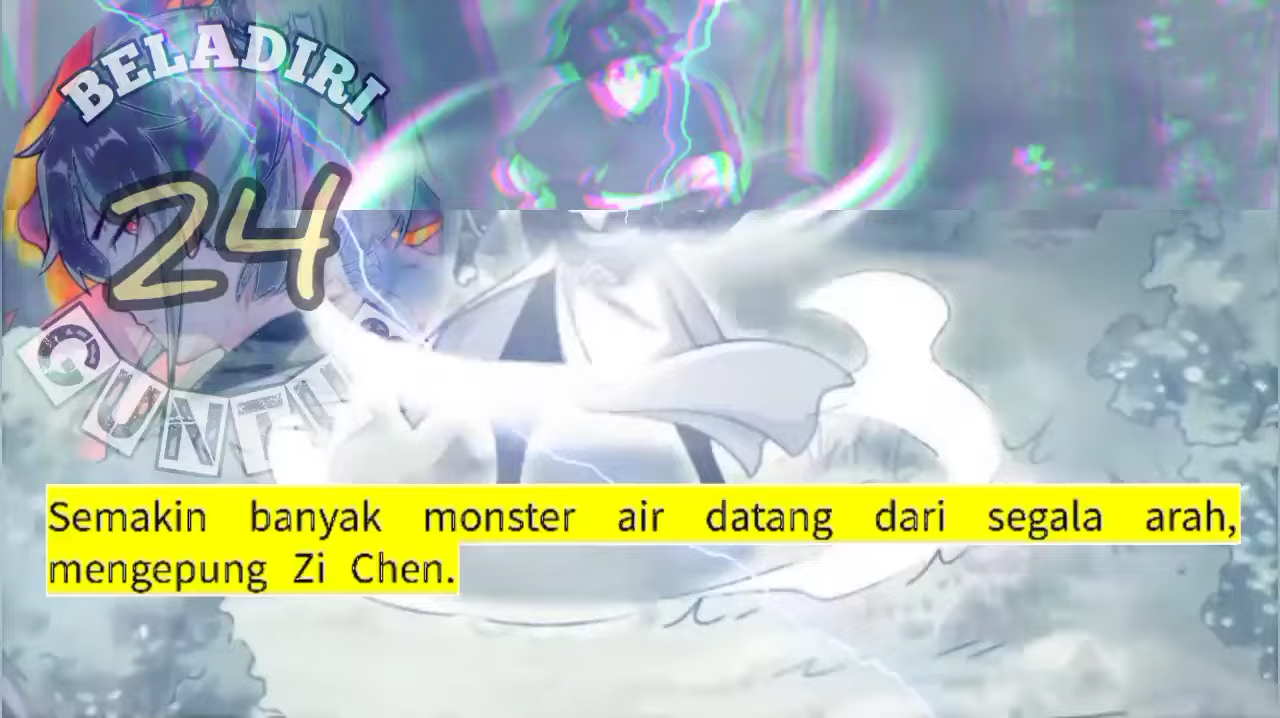 BELADIRI
24
Semakin banyak monster air datang dari segala arah,
mengepung Zi Chen.